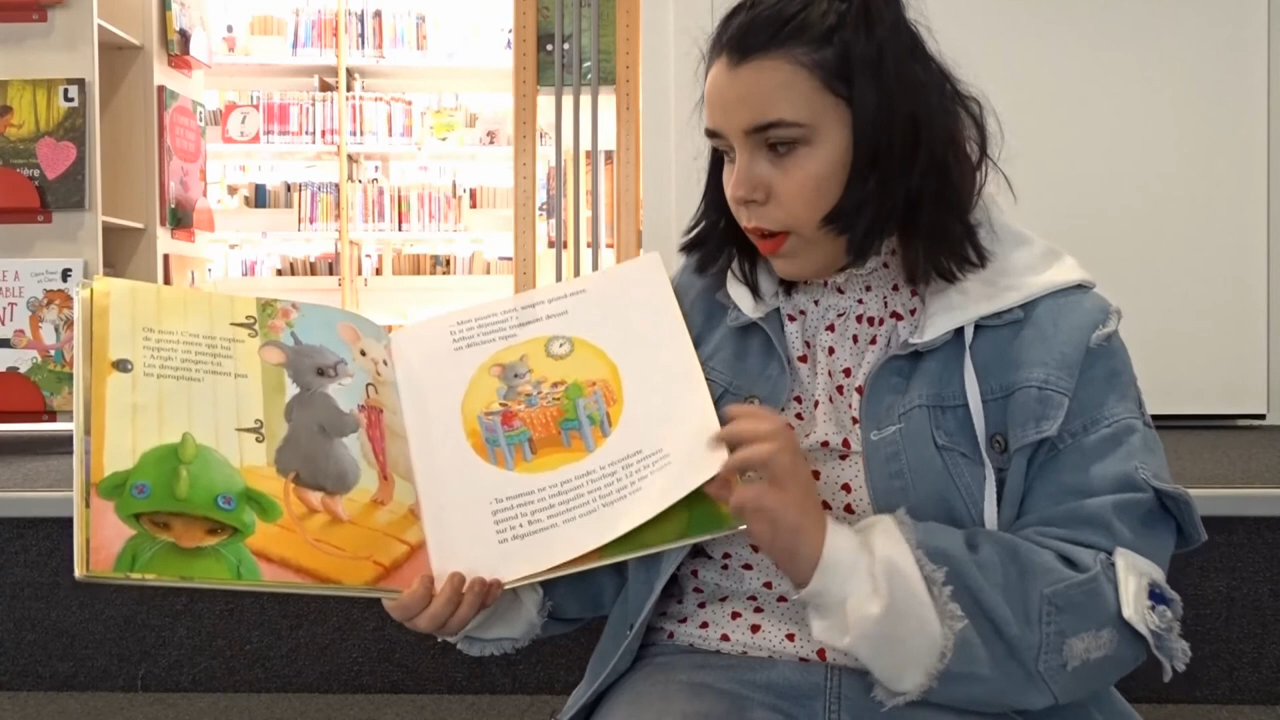 Oh non ! C'est une copine
de grand-mère qui lui
rapporte un parapluie.
« Argh ! grogne-t-il.
Les dragons n'aiment pas
les parapluies !
— Mon pauvre chéri, soupire grand-mère.
Et si on déjeunait ? »
Arthur s'installe tristement devant
un délicieux repas.
« Ta maman ne va pas tarder, le réconforte
grand-mère en indiquant l'horloge. Elle arrivera
quand la grande aiguille sera sur le 12 et la petite
sur le 4. Bon, maintenant il faut que je me trouve
un déguisement, moi aussi ! Voyons voir
L
F